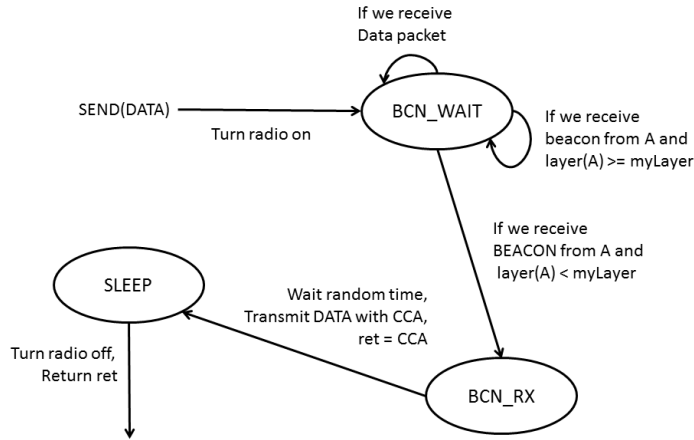 If we receive
Data packet
SEND(DATA)
BCN_WAIT
Turn radio on
If we receive
beacon from A and
layer(A) >= myLayer
If we receive
BEACON from A and
layer(A) < myLayer
SLEEP
Wait random time,
Transmit DATA with CCA,
ret = CCA
Turn radio off,
Return ret
BCN_RX